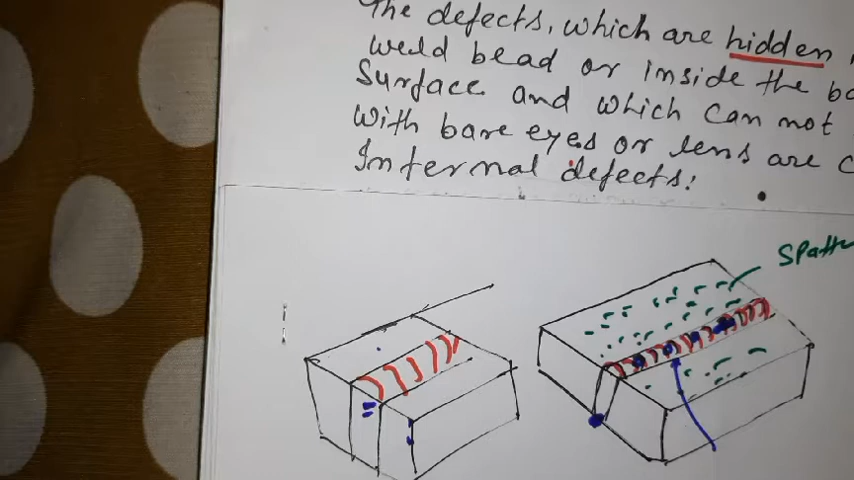 The defects, which are hidden
weld bead or inside the
Surface and which can not
with bare eyes or lens are
Internal defects:
Spatte